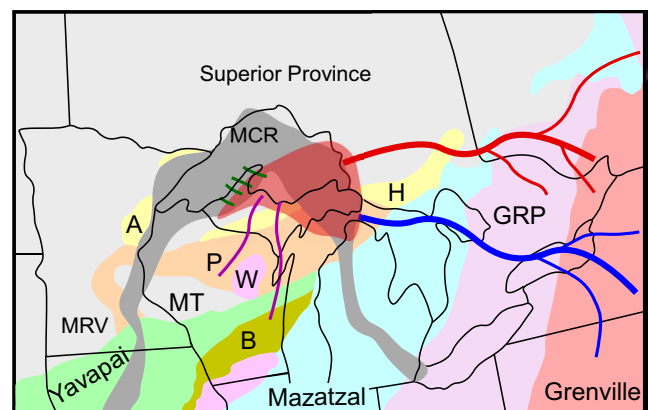 Superior Province
MCR
H
A
GRP
P
W
MT
MRV
B
Yavapai
Mazatzal
Grenville